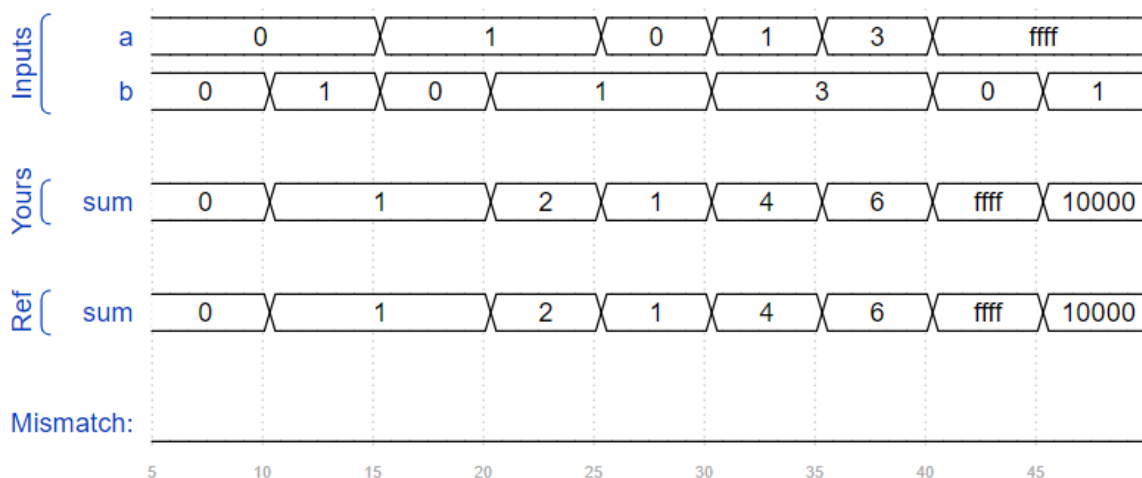 Inputs
a 0 1 0 1 3 ffff
b 0 1 0 1 3 0 1
Yours
sum 0 1 2 1 4 6 ffff 10000
Ref
sum 0 1 2 1 4 6 ffff 10000
Mismatch:
5 10 15 20 25 30 35 40 45